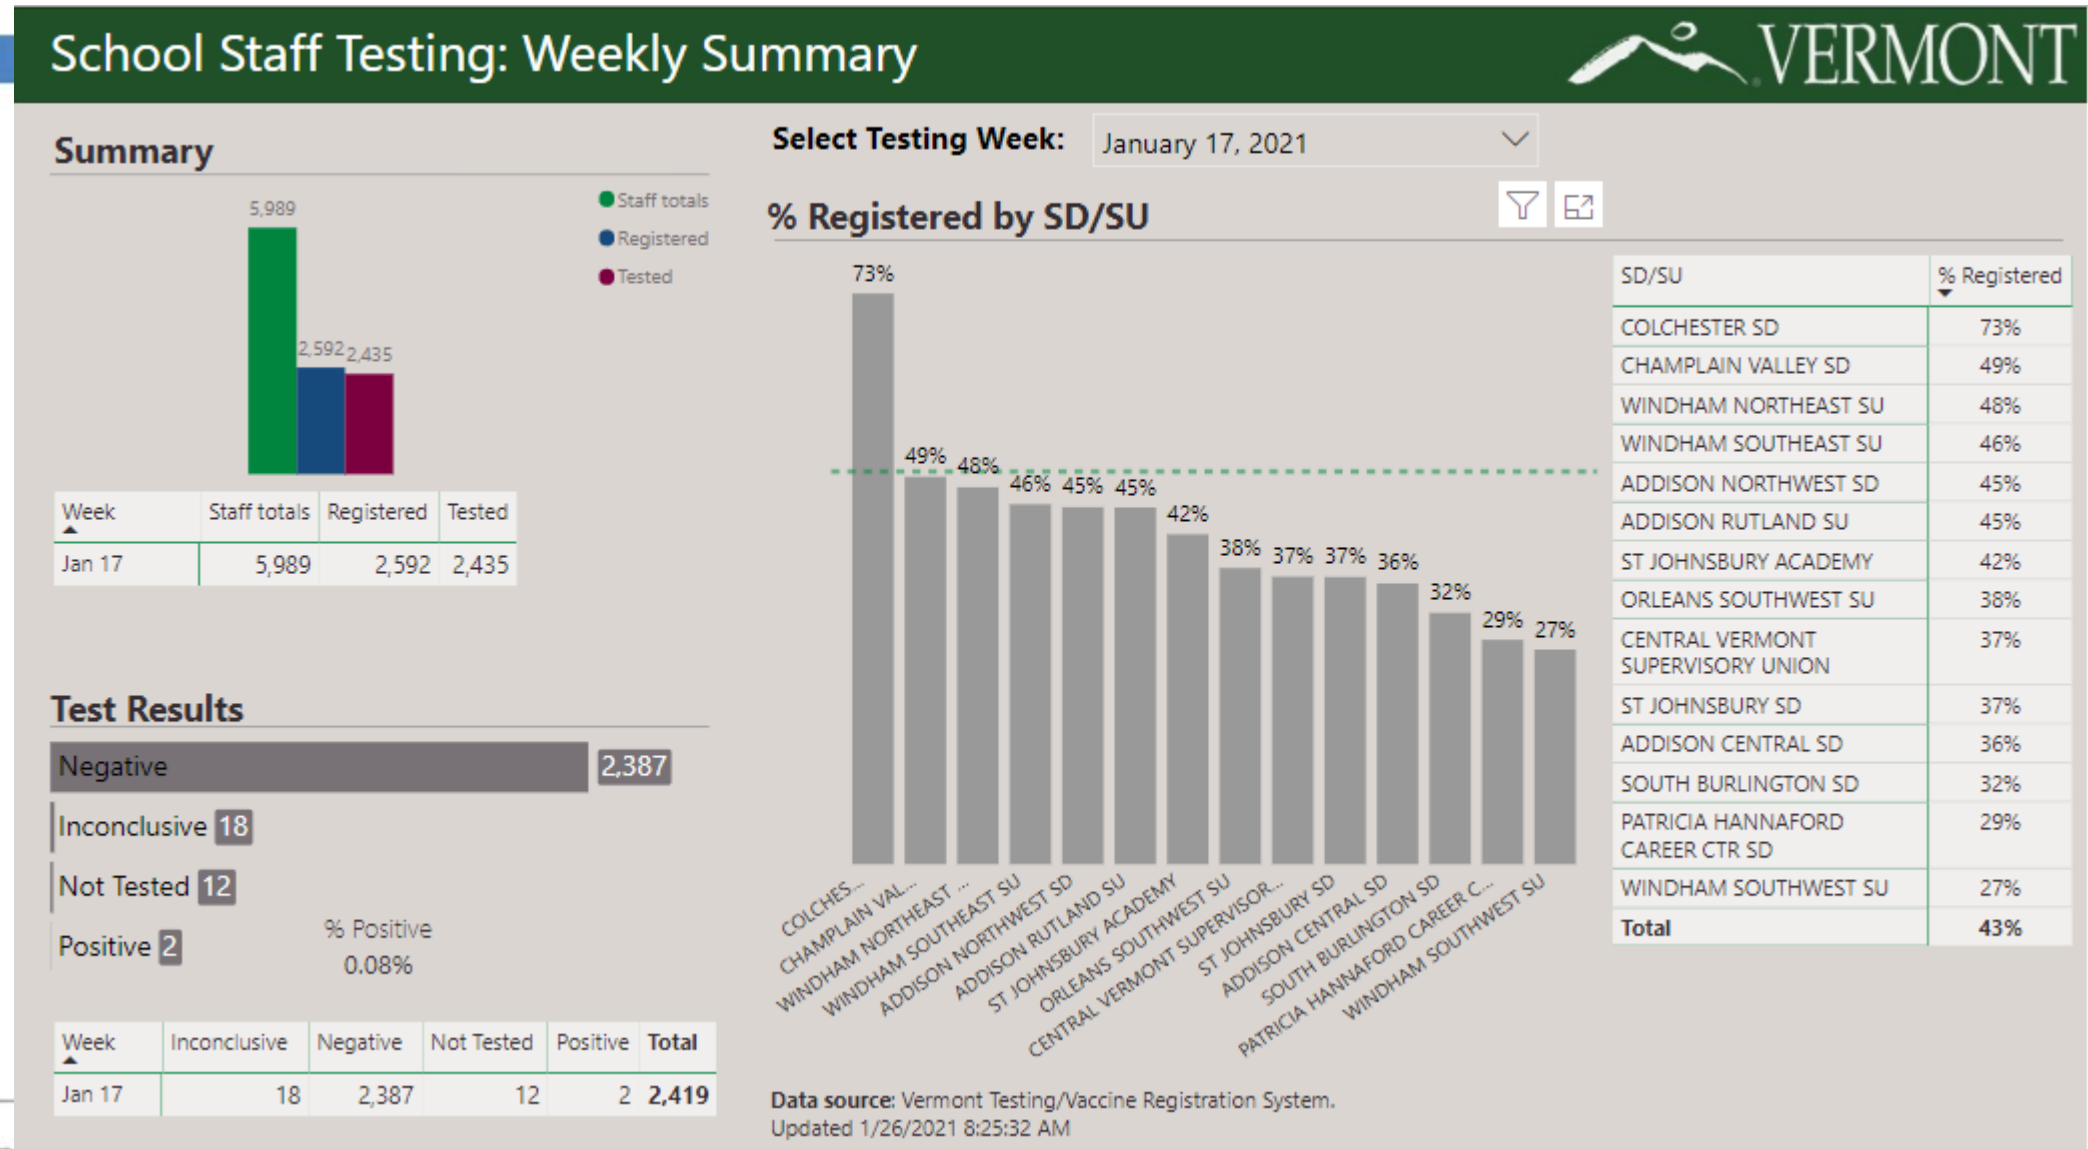 School Staff Testing: Weekly Summary
VERMONT
Summary
5,989
2,592
2,435
Staff totals
Registered
Tested
Week Staff totals Registered Tested
Jan 17 5,989 2,592 2,435
Test Results
Negative 2,387
Inconclusive 18
Not Tested 12
Positive 2
% Positive
0.08%
Week Inconclusive Negative Not Tested Positive Total
Jan 17 18 2,387 12 2 2,419
Select Testing Week: January 17, 2021
% Registered by SD/SU
73%
49%
48%
46%
45%
45%
42%
38%
37%
37%
36%
32%
29%
27%
COLCHES...
CHAMPLAIN VAL...
WINDHAM NORTHEAST ...
WINDHAM SOUTHEAST SU
ADDISON NORTHWEST SD
ADDISON RUTLAND SU
ST JOHNSBURY ACADEMY
ORLEANS SOUTHWEST SU
CENTRAL VERMONT SUPERVISOR...
ST JOHNSBURY SD
ADDISON CENTRAL SD
SOUTH BURLINGTON SD
PATRICIA HANNAFORD CAREER C...
WINDHAM SOUTHWEST SU
SD/SU % Registered
COLCHESTER SD 73%
CHAMPLAIN VALLEY SD 49%
WINDHAM NORTHEAST SU 48%
WINDHAM SOUTHEAST SU 46%
ADDISON NORTHWEST SD 45%
ADDISON RUTLAND SU 45%
ST JOHNSBURY ACADEMY 42%
ORLEANS SOUTHWEST SU 38%
CENTRAL VERMONT 37%
SUPERVISORY UNION
ST JOHNSBURY SD 37%
ADDISON CENTRAL SD 36%
SOUTH BURLINGTON SD 32%
PATRICIA HANNAFORD 29%
CAREER CTR SD
WINDHAM SOUTHWEST SU 27%
Total 43%
Data source: Vermont Testing/Vaccine Registration System.
Updated 1/26/2021 8:25:32 AM